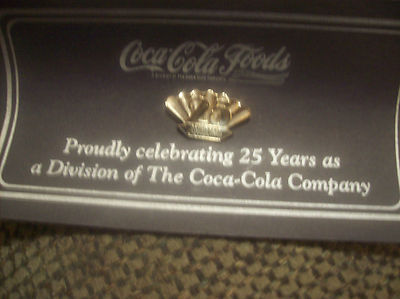 Coca-Cola Foods
Proudly celebrating 25 Years as
a Division of The Coca-Cola Company